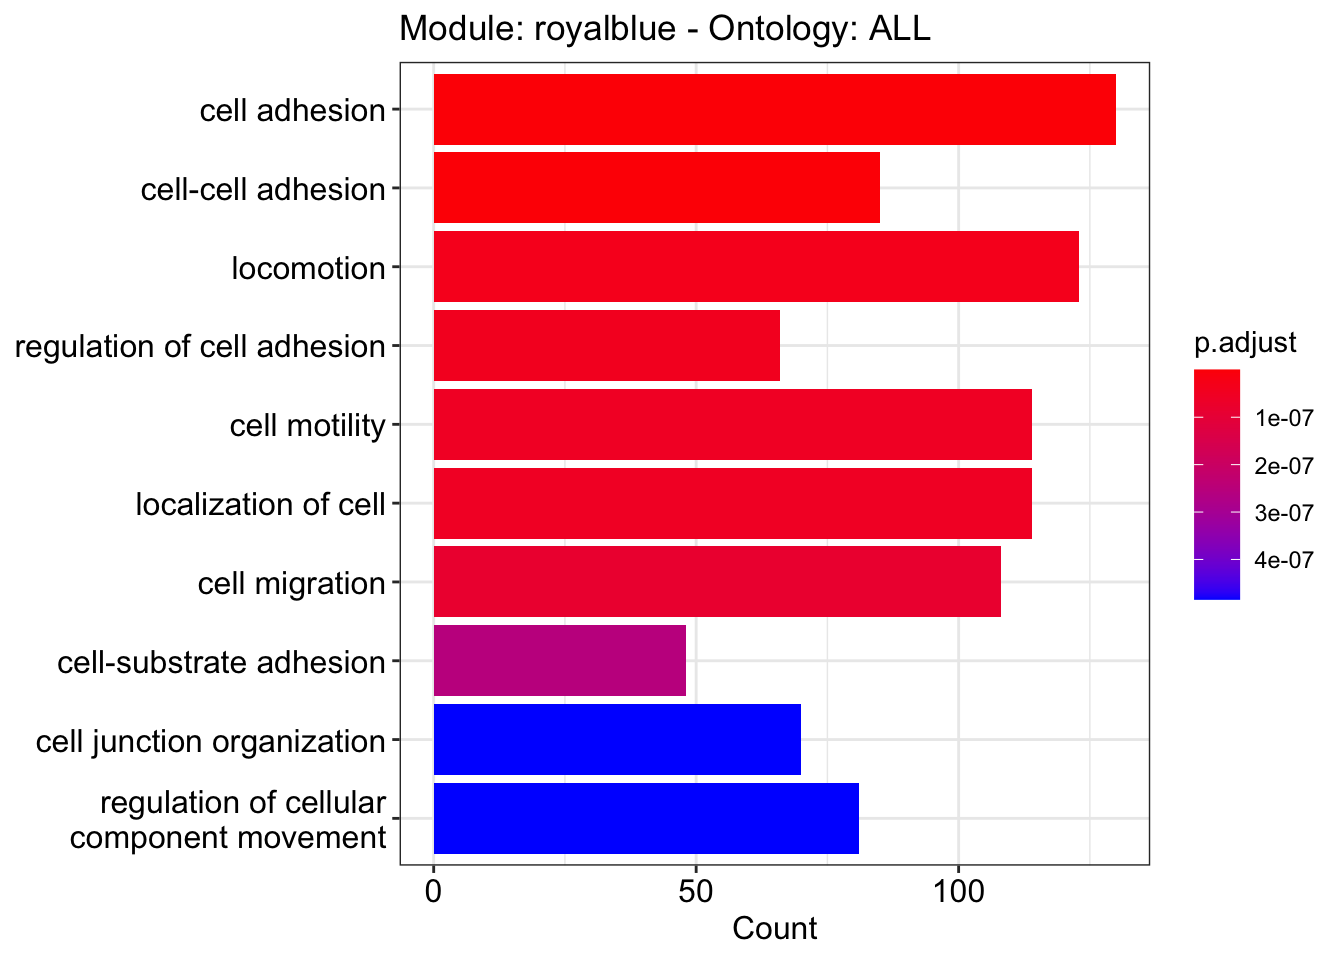 Module: royalblue - Ontology: ALL
cell adhesion
cell-cell adhesion
locomotion
regulation of cell adhesion
cell motility
localization of cell
cell migration
cell-substrate adhesion
cell junction organization
regulation of cellular
component movement
0 50 100
Count
p.adjust
1e-07
2e-07
3e-07
4e-07